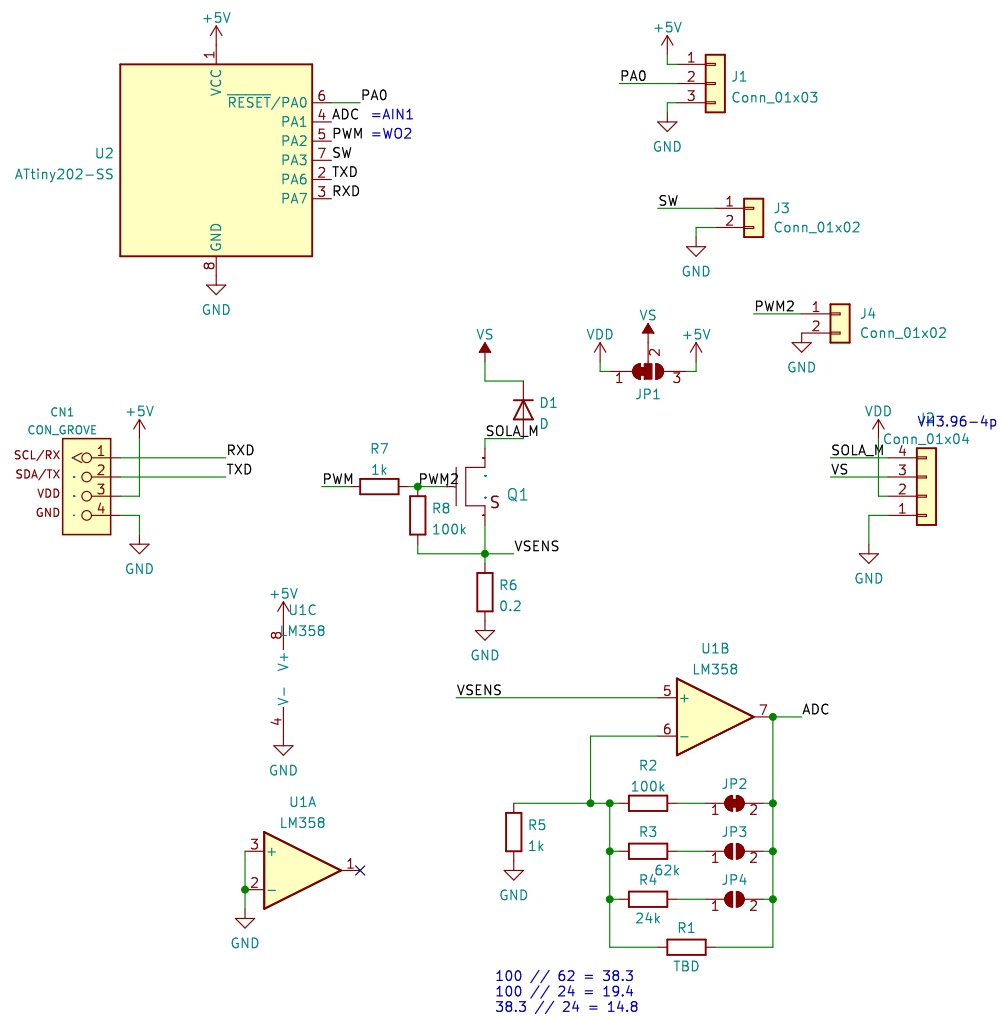 +5V
1
VCC
U2
ATtiny202-SS
RESET/PA0 6 PA0
PA1 4 ADC =AIN1
PA2 5 PWM =WO2
PA3 7 SW
PA6 2 TXD
PA7 3 RXD
GND
8
GND
+5V
1
PA0 2
3
J1
Conn_01x03
GND
SW 1
2
J3
Conn_01x02
GND
PWM2 1
2
J4
Conn_01x02
GND
VS
VDD
+5V
1 2 3
JP1
VS
D1
D
SOLA_M
R7
1k
PWM
PWM2
Q1
S
R8
100k
VSENS
R6
0.2
GND
CN1
CON_GROVE
+5V
SCL/RX 1 RXD
SDA/TX 2 TXD
VDD 3
GND 4
GND
VDD
J2
VH3.96-4p
Conn_01x04
SOLA_M 4
VS 3
2
1
GND
+5V
U1C
LM358
8
V+
V-
4
GND
U1B
LM358
VSENS 5 +
6 -
7 ADC
R2
100k
JP2
1 2
R5
1k
GND
R3
62k
JP3
1 2
R4
24k
JP4
1 2
R1
TBD
U1A
LM358
3 +
2 -
1
GND
100 // 62 = 38.3
100 // 24 = 19.4
38.3 // 24 = 14.8